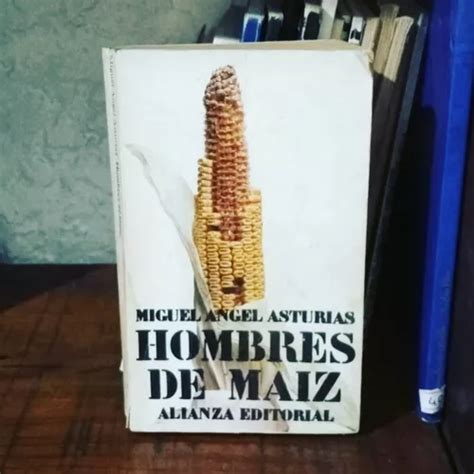 MIGUEL ANGEL ASTURIAS
HOMBRES
DE MAIZ
ALIANZA EDITORIAL